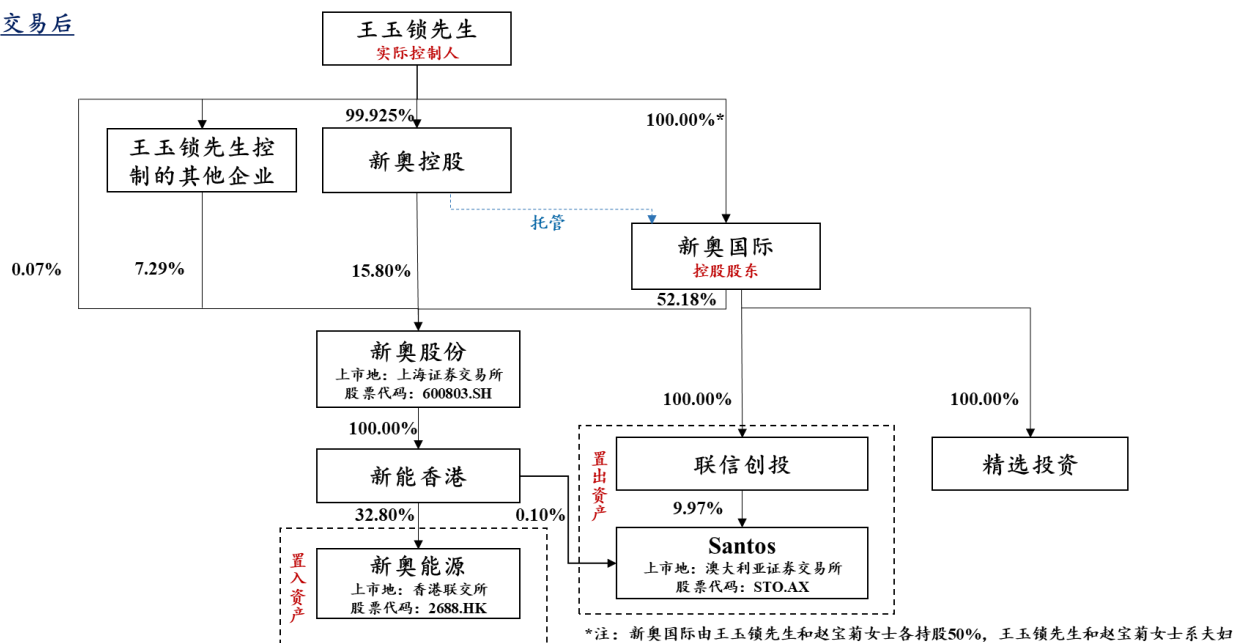 交易后
王玉锁先生
实际控制人
99.925%
100.00%*
王玉锁先生控
制的其他企业
新奥控股
托管
新奥国际
控股股东
0.07%
7.29%
15.80%
52.18%
新奥股份
上市地：上海证券交易所
股票代码：600803.SH
100.00%
100.00%
100.00%
新能香港
置出资产
联信创投
精选投资
32.80%
0.10%
9.97%
置入资产
新奥能源
上市地：香港联交所
股票代码：2688.HK
Santos
上市地：澳大利亚证券交易所
股票代码：STO.AX
*注：新奥国际由王玉锁先生和赵宝菊女士各持股50%，王玉锁先生和赵宝菊女士系夫妇